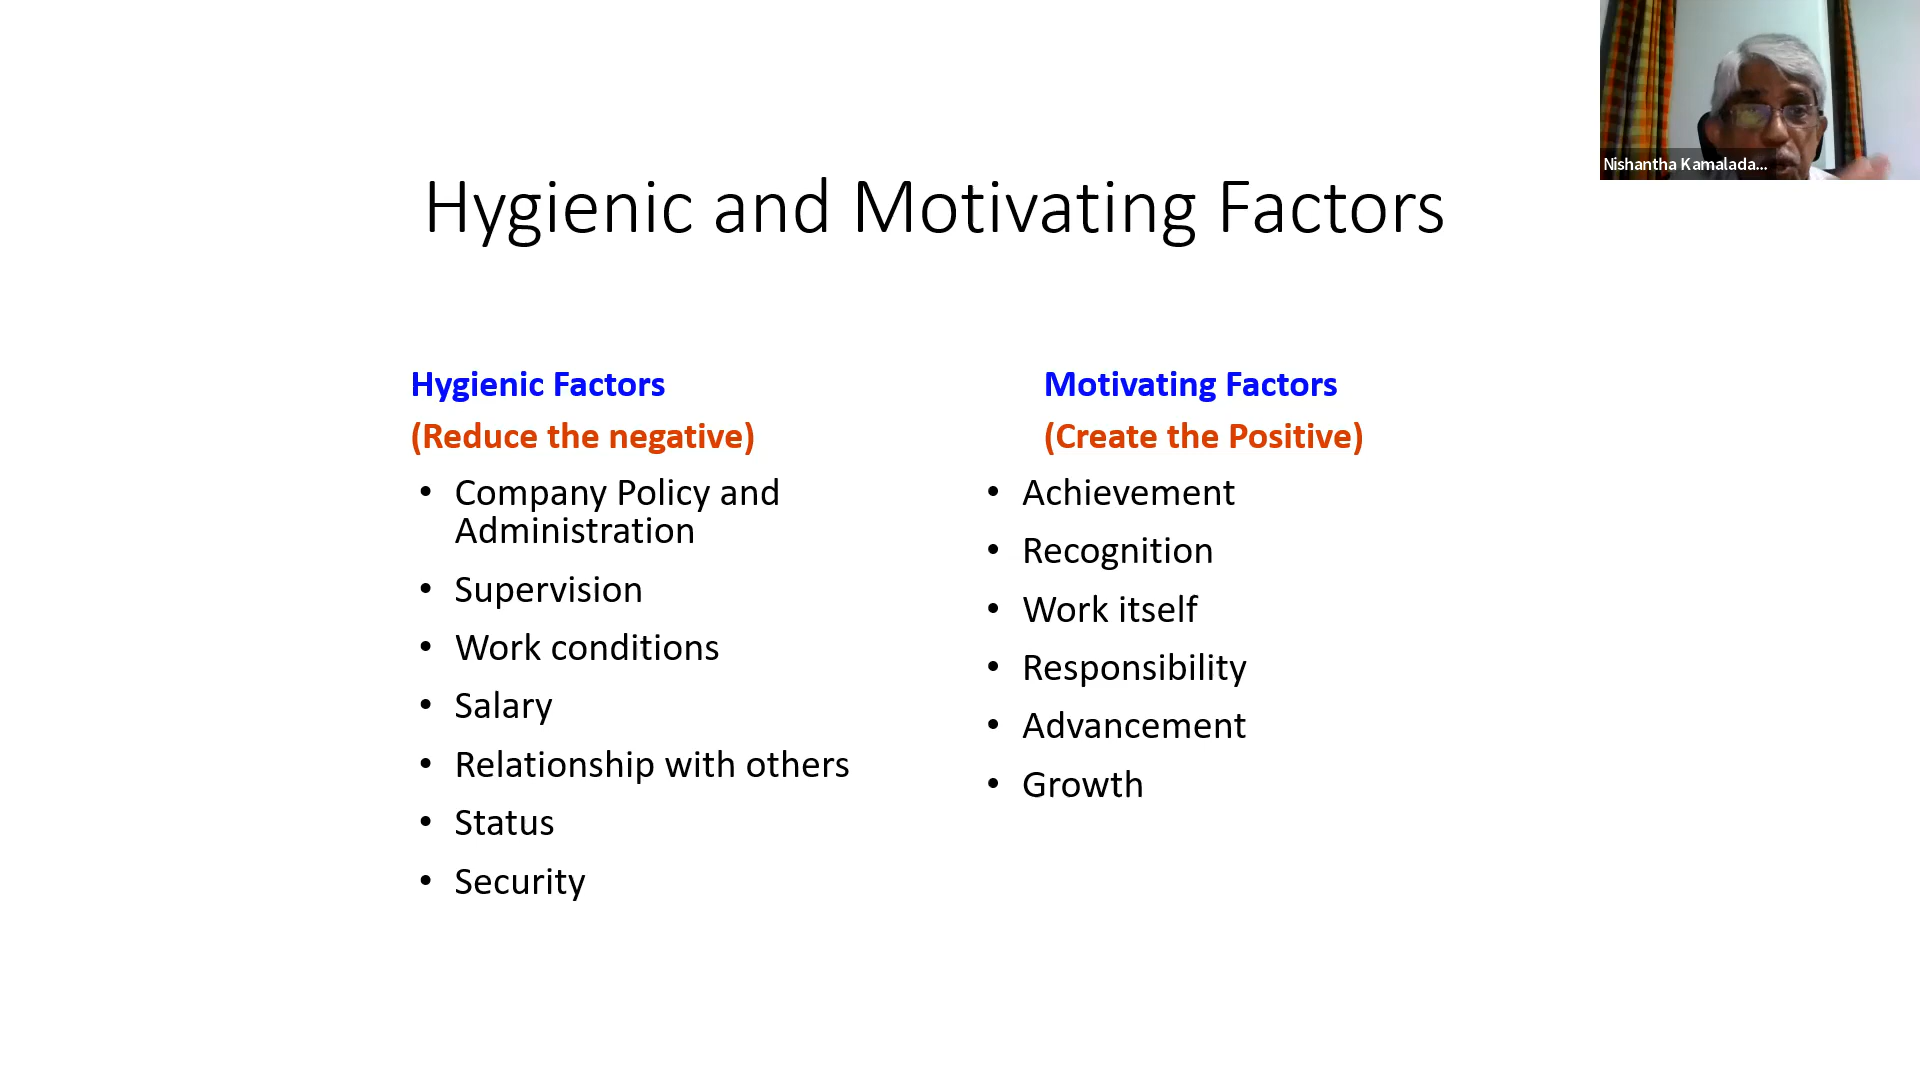 Nishantha Kamalada...
Hygienic and Motivating Factors
Hygienic Factors
(Reduce the negative)
• Company Policy and
Administration
• Supervision
• Work conditions
• Salary
• Relationship with others
• Status
• Security
Motivating Factors
(Create the Positive)
• Achievement
• Recognition
• Work itself
• Responsibility
• Advancement
• Growth